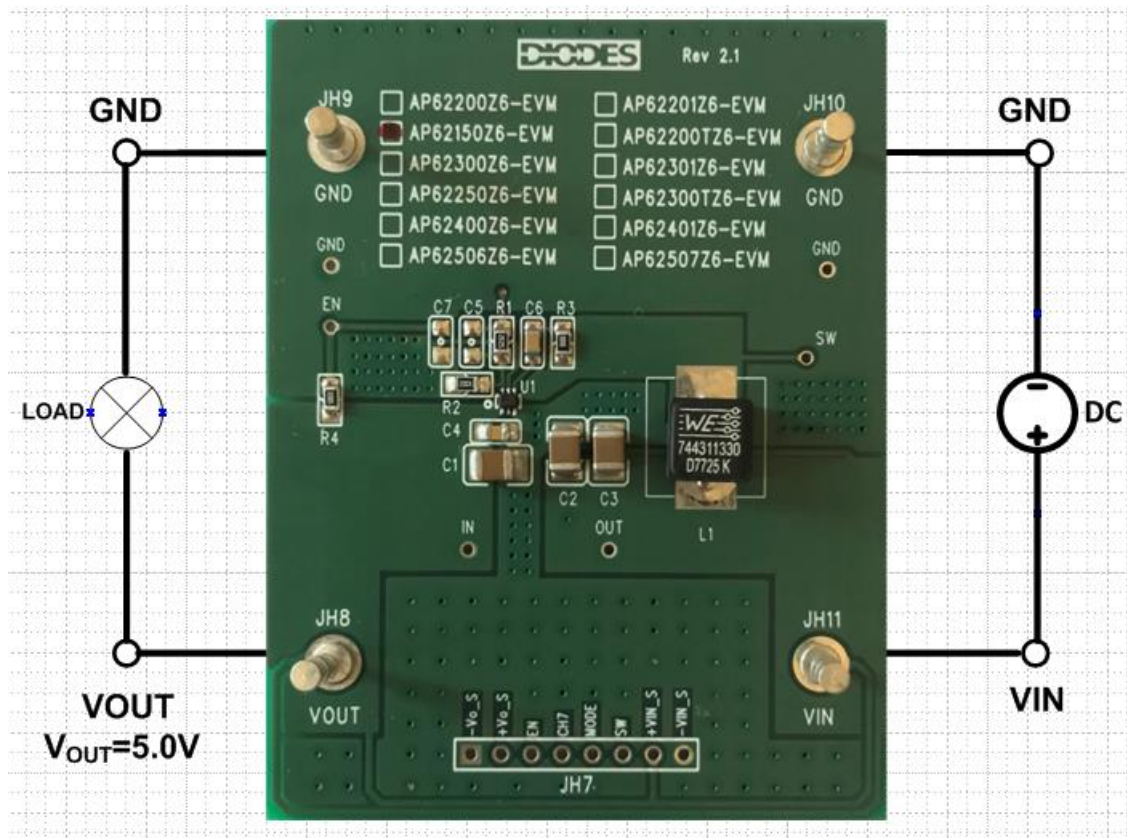 DIODES
Rev 2.1
GND
JH9
JH10
GND
AP62200Z6-EVM
AP62201Z6-EVM
AP62150Z6-EVM
AP62200TZ6-EVM
AP62300Z6-EVM
AP62301Z6-EVM
GND
AP62250Z6-EVM
AP62300TZ6-EVM
GND
AP62400Z6-EVM
AP62401Z6-EVM
GND
AP62506Z6-EVM
AP62507Z6-EVM
GND
EN
C7
C5
R1
C6
R3
SW
U1
R2
LOAD
R4
C4
C1
WE
744311330
D7725 K
-
+
DC
C2
C3
L1
IN
OUT
JH8
JH11
VOUT
VIN
VOUT
VOUT=5.0V
VIN
-Vo_S
+Vo_S
EN
CH7
MODE
SW
+VIN_S
-VIN_S
JH7